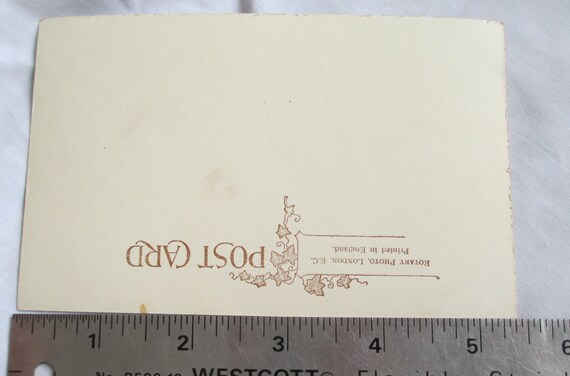 POST CARD
ROTARY PHOTO, LONDON, E.C.
Printed in England.
1 2 3 4 5 6
WESTCOTT®